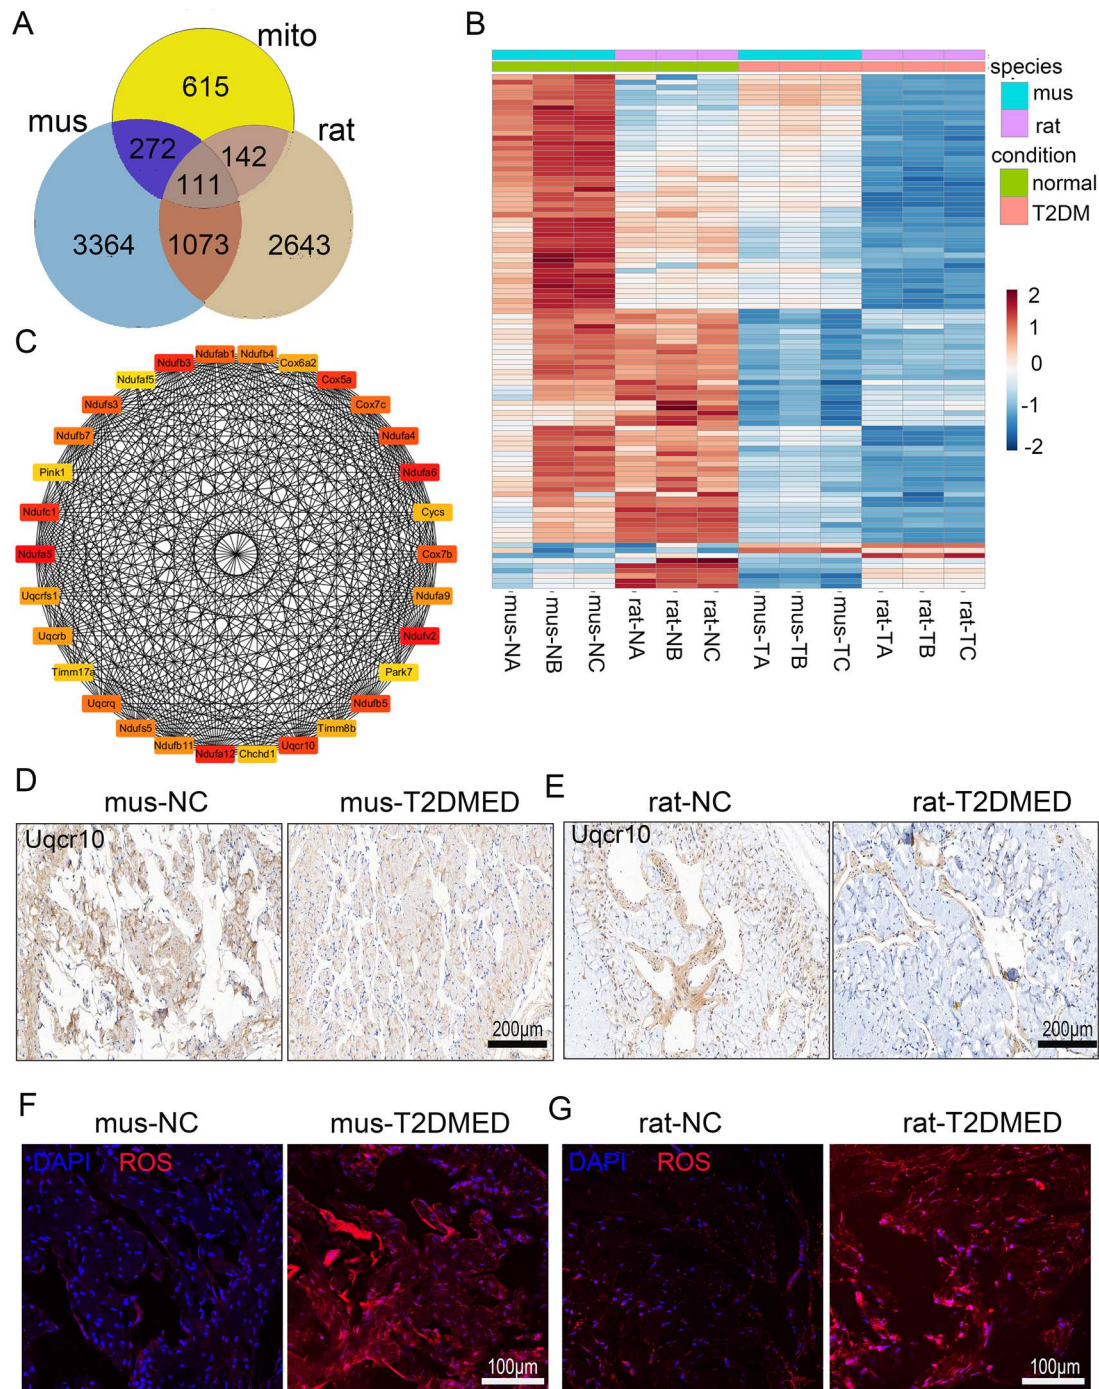 A
mito
615
mus
rat
272
142
111
3364
1073
2643
B
species
mus
rat
condition
normal
T2DM
2
1
0
-1
-2
mus-NA
mus-NB
mus-NC
rat-NA
rat-NB
rat-NC
mus-TA
mus-TB
mus-TC
rat-TA
rat-TB
rat-TC
C
Ndufab1
Ndufb4
Ndufb3
Cox6a2
Ndufaf5
Cox5a
Ndufs3
Cox7c
Ndufb7
Ndufa4
Pink1
Ndufa6
Ndufc1
Cycs
Ndufa5
Cox7b
Uqcrfs1
Ndufa9
Uqcrb
Ndufv2
Timm17a
Park7
Uqcrq
Ndufb5
Ndufs5
Timm8b
Ndufb11
Uqcr10
Ndufa12
Chchd1
D
mus-NC
mus-T2DMED
Uqcr10
200μm
E
rat-NC
rat-T2DMED
Uqcr10
200μm
F
mus-NC
mus-T2DMED
DAPI ROS
100μm
G
rat-NC
rat-T2DMED
DAPI ROS
100μm